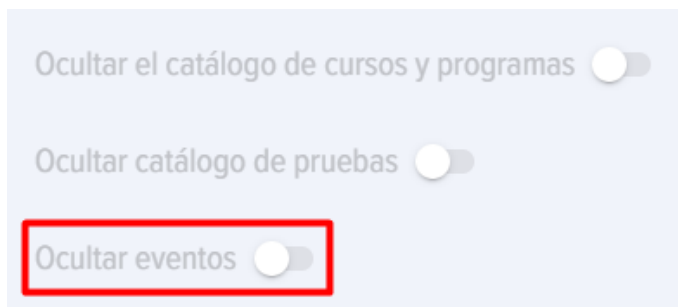 Ocultar el catálogo de cursos y programas
Ocultar catálogo de pruebas
Ocultar eventos